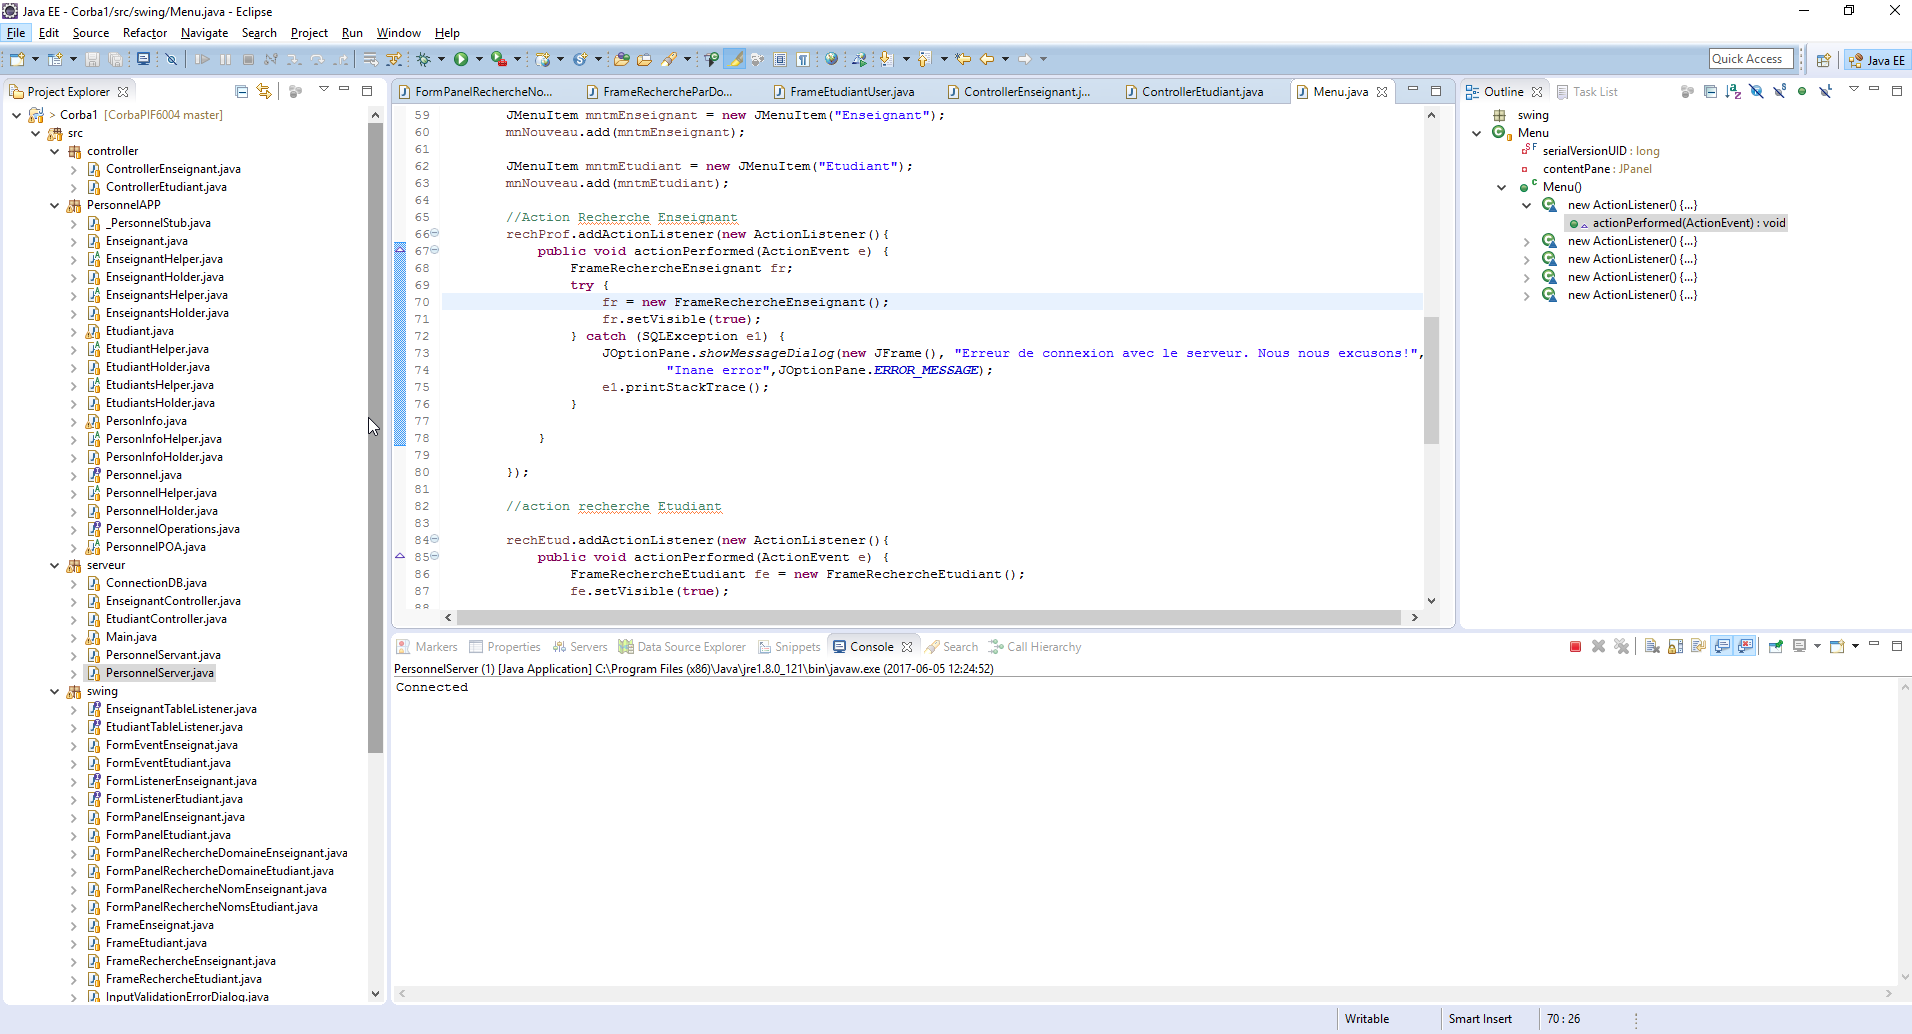 Java EE - Corba1/src/swing/Menu.java - Eclipse
File Edit Source Refactor Navigate Search Project Run Window Help
Quick Access
Java EE
Project Explorer
> Corba1 [CorbaPIF6004 master]
src
controller
ControllerEnseignant.java
ControllerEtudiant.java
PersonnelAPP
_PersonnelStub.java
Enseignant.java
EnseignantHelper.java
EnseignantHolder.java
EnseignantsHelper.java
EnseignantsHolder.java
Etudiant.java
EtudiantHelper.java
EtudiantHolder.java
EtudiantsHelper.java
EtudiantsHolder.java
PersonInfo.java
PersonInfoHelper.java
PersonInfoHolder.java
Personnel.java
PersonnelHelper.java
PersonnelHolder.java
PersonnelOperations.java
PersonnelPOA.java
serveur
ConnectionDB.java
EnseignantController.java
EtudiantController.java
Main.java
PersonnelServant.java
PersonnelServer.java
swing
EnseignantTableListener.java
EtudiantTableListener.java
FormEventEnseignat.java
FormEventEtudiant.java
FormListenerEnseignant.java
FormListenerEtudiant.java
FormPanelEnseignant.java
FormPanelEtudiant.java
FormPanelRechercheDomaineEnseignant.java
FormPanelRechercheDomaineEtudiant.java
FormPanelRechercheNomEnseignant.java
FormPanelRechercheNomsEtudiant.java
FrameEnseignat.java
FrameEtudiant.java
FrameRechercheEnseignant.java
FrameRechercheEtudiant.java
InputValidationErrorDialog.java
FormPanelRechercheNo... FrameRechercheParDo... FrameEtudiantUser.java ControllerEnseignant.j... ControllerEtudiant.java Menu.java
59 JMenuItem mntmEnseignant = new JMenuItem("Enseignant");
60 mnNouveau.add(mntmEnseignant);
61
62 JMenuItem mntmEtudiant = new JMenuItem("Etudiant");
63 mnNouveau.add(mntmEtudiant);
64
65 //Action Recherche Enseignant
66 rechProf.addActionListener(new ActionListener(){
67 public void actionPerformed(ActionEvent e) {
68 FrameRechercheEnseignant fr;
69 try {
70 fr = new FrameRechercheEnseignant();
71 fr.setVisible(true);
72 } catch (SQLException e1) {
73 JOptionPane.showMessageDialog(new JFrame(), "Erreur de connexion avec le serveur. Nous nous excusons!",
74 "Inane error",JOptionPane.ERROR_MESSAGE);
75 e1.printStackTrace();
76 }
77
78 }
79
80 });
81
82 //action recherche Etudiant
83
84 rechEtud.addActionListener(new ActionListener(){
85 public void actionPerformed(ActionEvent e) {
86 FrameRechercheEtudiant fe = new FrameRechercheEtudiant();
87 fe.setVisible(true);
88
Outline Task List
swing
Menu
serialVersionUID : long
contentPane : JPanel
Menu()
new ActionListener() {...}
actionPerformed(ActionEvent) : void
new ActionListener() {...}
new ActionListener() {...}
new ActionListener() {...}
new ActionListener() {...}
Markers Properties Servers Data Source Explorer Snippets Console Search Call Hierarchy
PersonnelServer (1) [Java Application] C:\Program Files (x86)\Java\jre1.8.0_121\bin\javaw.exe (2017-06-05 12:24:52)
Connected
Writable Smart Insert 70 : 26